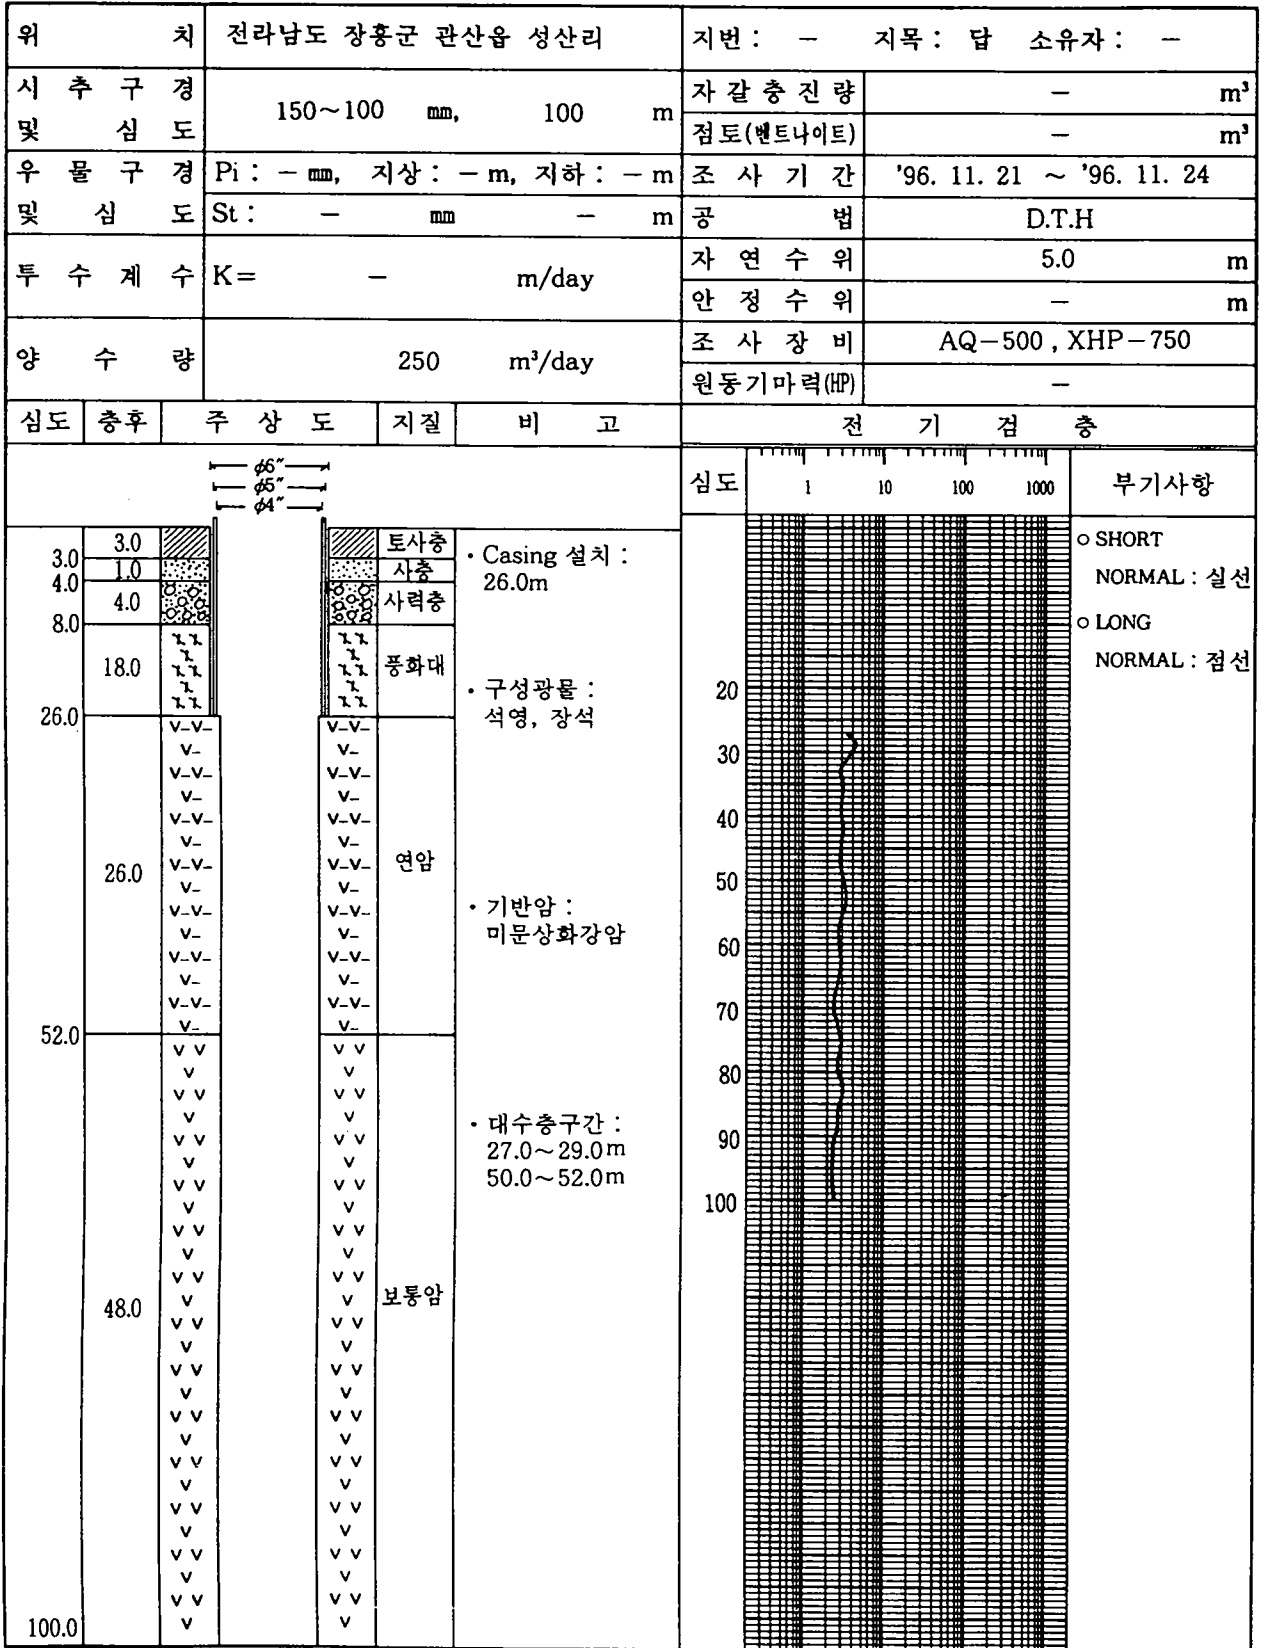 위 치 전라남도 장흥군 관산읍 성산리 지번 : － 지목 : 답 소유자 : －
시 추 구 경 및 심 도 150～100 ㎜, 100 m
자 갈 충 진 량 － m³
점토(벤트나이트) － m³
우 물 구 경 및 심 도 Pi : － ㎜, 지상 : － m, 지하 : － m
St : － ㎜ － m
조 사 기 간 '96. 11. 21 ～ '96. 11. 24
공 법 D.T.H
투 수 계 수 K= － m/day
자 연 수 위 5.0 m
안 정 수 위 － m
양 수 량 250 m³/day
조 사 장 비 AQ－500 , XHP－750
원동기마력(HP) －
심도 층후 주 상 도 지질 비 고 전 기 검 층
φ6″
φ5″
φ4″
3.0 3.0 토사층
4.0 1.0 사층
8.0 4.0 사력층
26.0 18.0 풍화대
52.0 26.0 연암
100.0 48.0 보통암
· Casing 설치 :
26.0m
· 구성광물 :
석영, 장석
· 기반암 :
미문상화강암
· 대수층구간 :
27.0～29.0m
50.0～52.0m
심도 1 10 100 1000 부기사항
20
30
40
50
60
70
80
90
100
○ SHORT
NORMAL : 실선
○ LONG
NORMAL : 점선